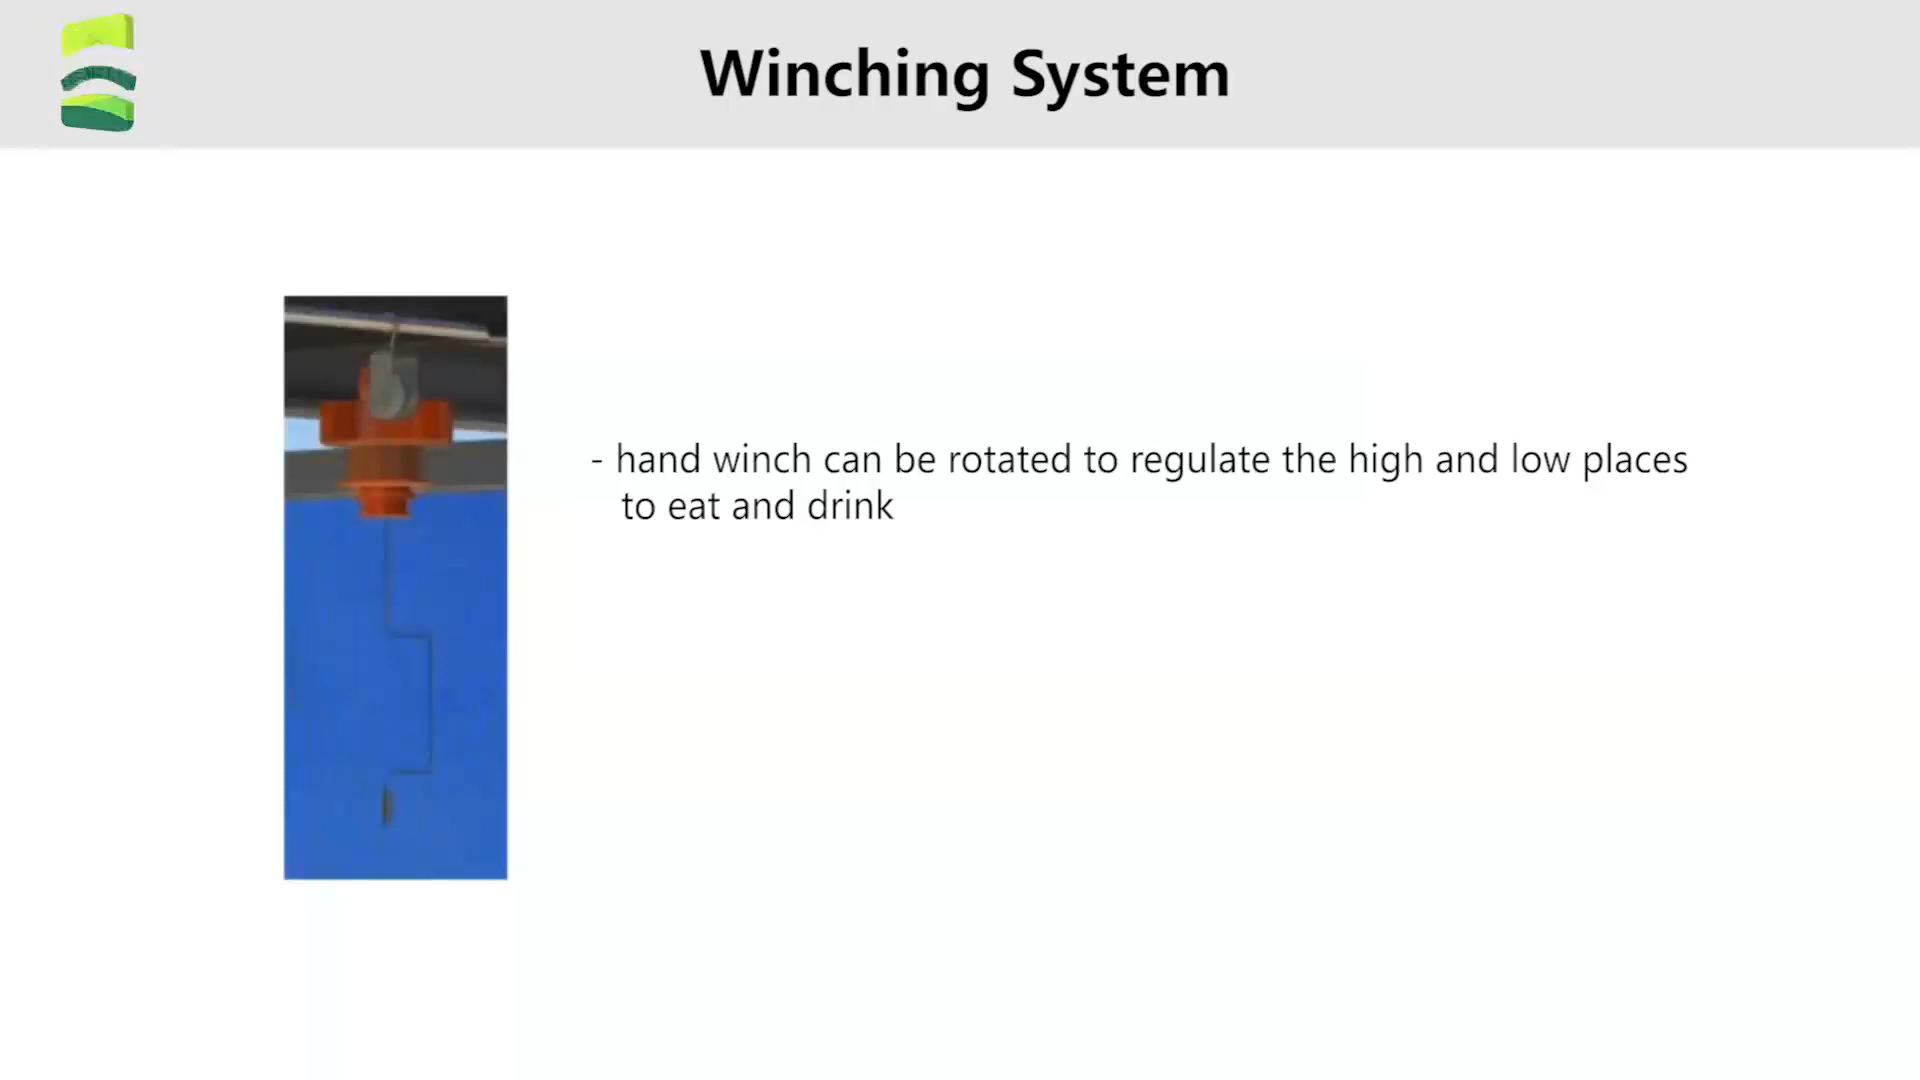 Winching System
- hand winch can be rotated to regulate the high and low places
to eat and drink